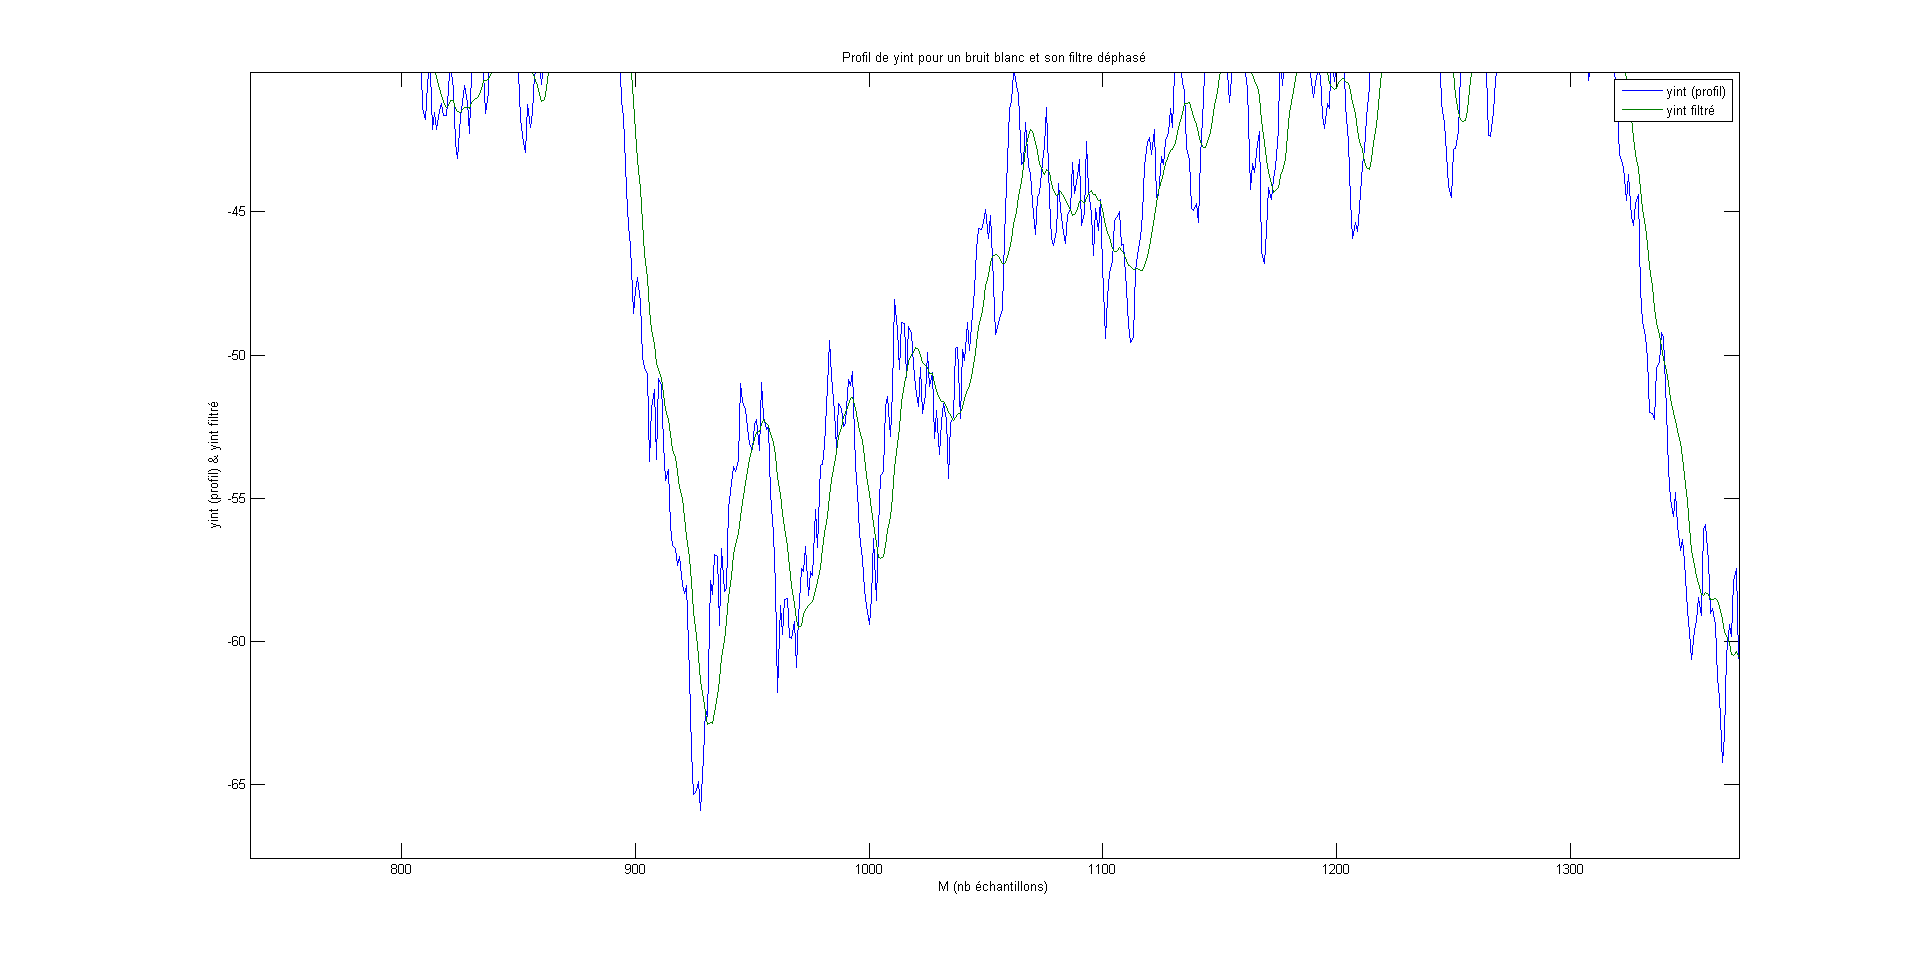 Profil de yint pour un bruit blanc et son filtre déphasé
yint (profil)
yint filtré
-45
-50
-55
-60
-65
yint (profil) & yint filtré
800
900
1000
1100
1200
1300
M (nb échantillons)